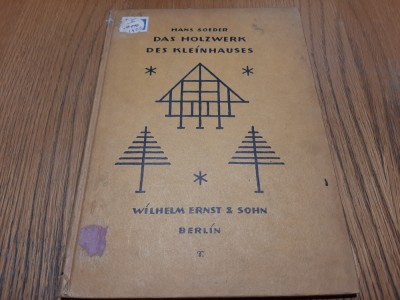 HANS SOEDER
DAS HOLZWERK
DES KLEINHAUSES
WILHELM ERNST & SOHN
BERLIN